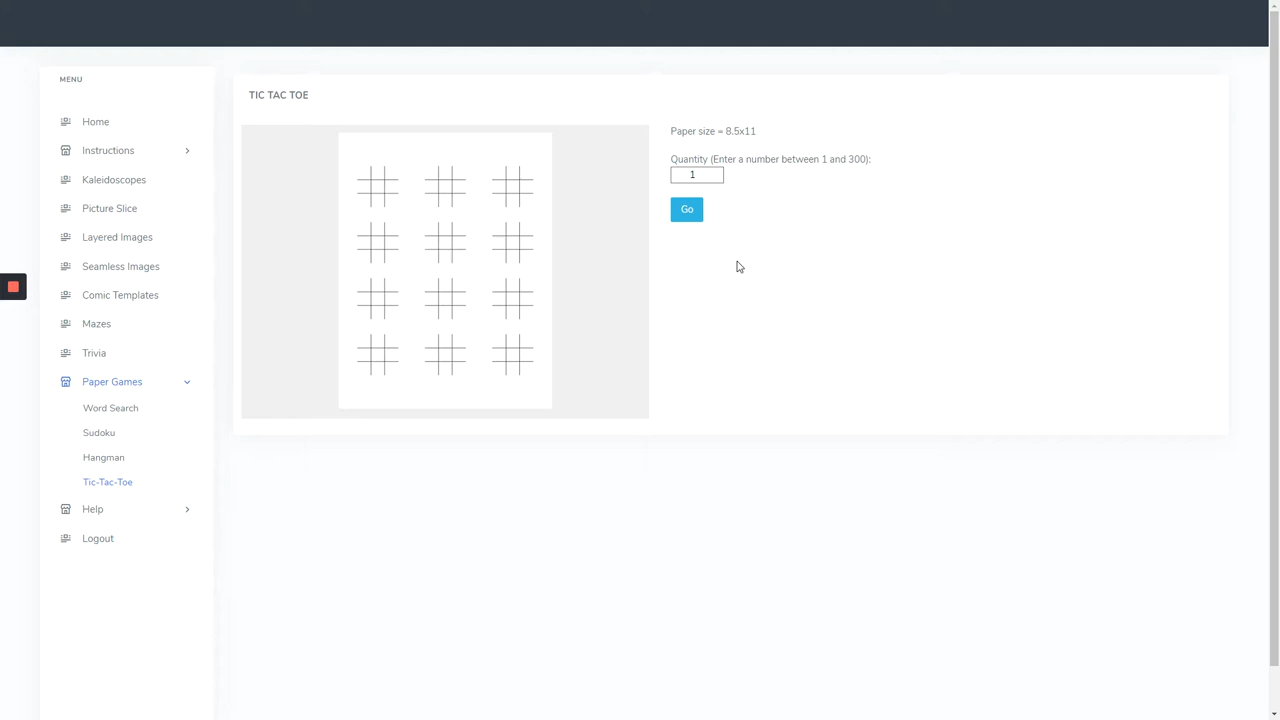 MENU
Home
Instructions
Kaleidoscopes
Picture Slice
Layered Images
Seamless Images
Comic Templates
Mazes
Trivia
Paper Games
Word Search
Sudoku
Hangman
Tic-Tac-Toe
Help
Logout
TIC TAC TOE
Paper size = 8.5x11
Quantity (Enter a number between 1 and 300):
1
Go